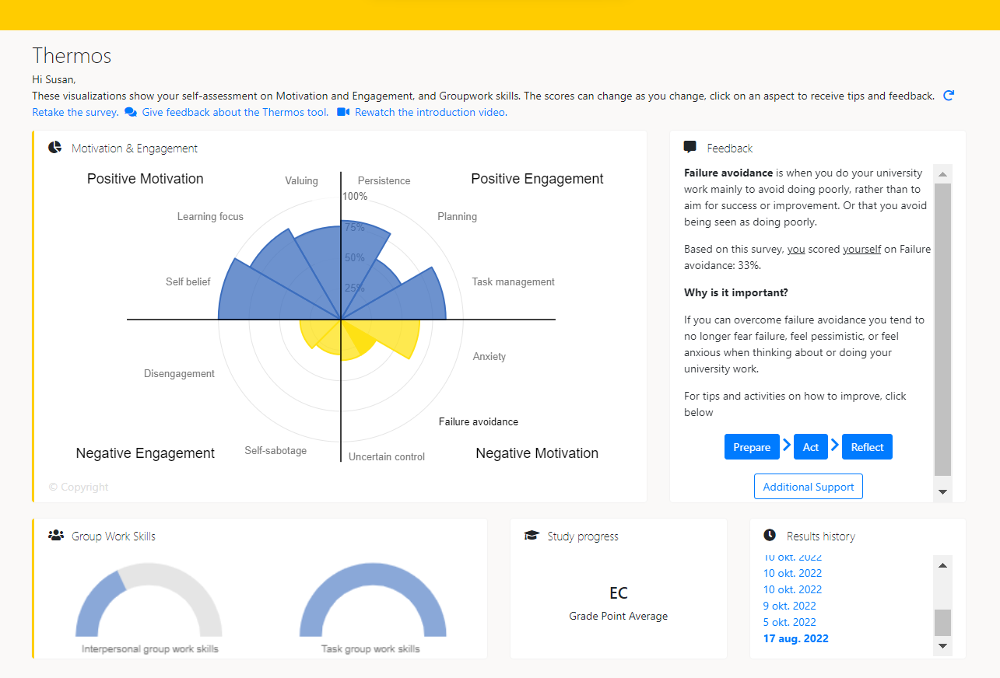 Thermos
Hi Susan,
These visualizations show your self-assessment on Motivation and Engagement, and Groupwork skills. The scores can change as you change, click on an aspect to receive tips and feedback.
Retake the survey. Give feedback about the Thermos tool. Rewatch the introduction video.
Motivation & Engagement
Positive Motivation
Valuing
Persistence
Positive Engagement
100%
Learning focus
Planning
75%
50%
Self belief
Task management
25%
Disengagement
Anxiety
Failure avoidance
Negative Engagement
Self-sabotage
Uncertain control
Negative Motivation
© Copyright
Feedback
Failure avoidance is when you do your university
work mainly to avoid doing poorly, rather than to
aim for success or improvement. Or that you avoid
being seen as doing poorly.
Based on this survey, you scored yourself on Failure
avoidance: 33%.
Why is it important?
If you can overcome failure avoidance you tend to
no longer fear failure, feel pessimistic, or feel
anxious when thinking about or doing your
university work.
For tips and activities on how to improve, click
below
Prepare
Act
Reflect
Additional Support
Group Work Skills
Interpersonal group work skills
Task group work skills
Study progress
EC
Grade Point Average
Results history
10 okt. 2022
10 okt. 2022
10 okt. 2022
9 okt. 2022
5 okt. 2022
17 aug. 2022